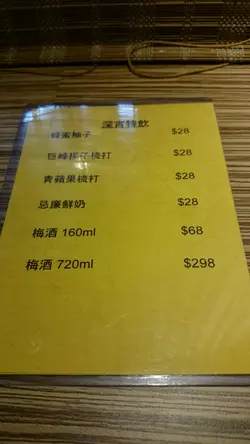 深宵特飲
蜂蜜柚子 $28
巨峰提子梳打 $28
青蘋果梳打 $28
忌廉鮮奶 $28
梅酒 160ml $68
梅酒 720ml $298